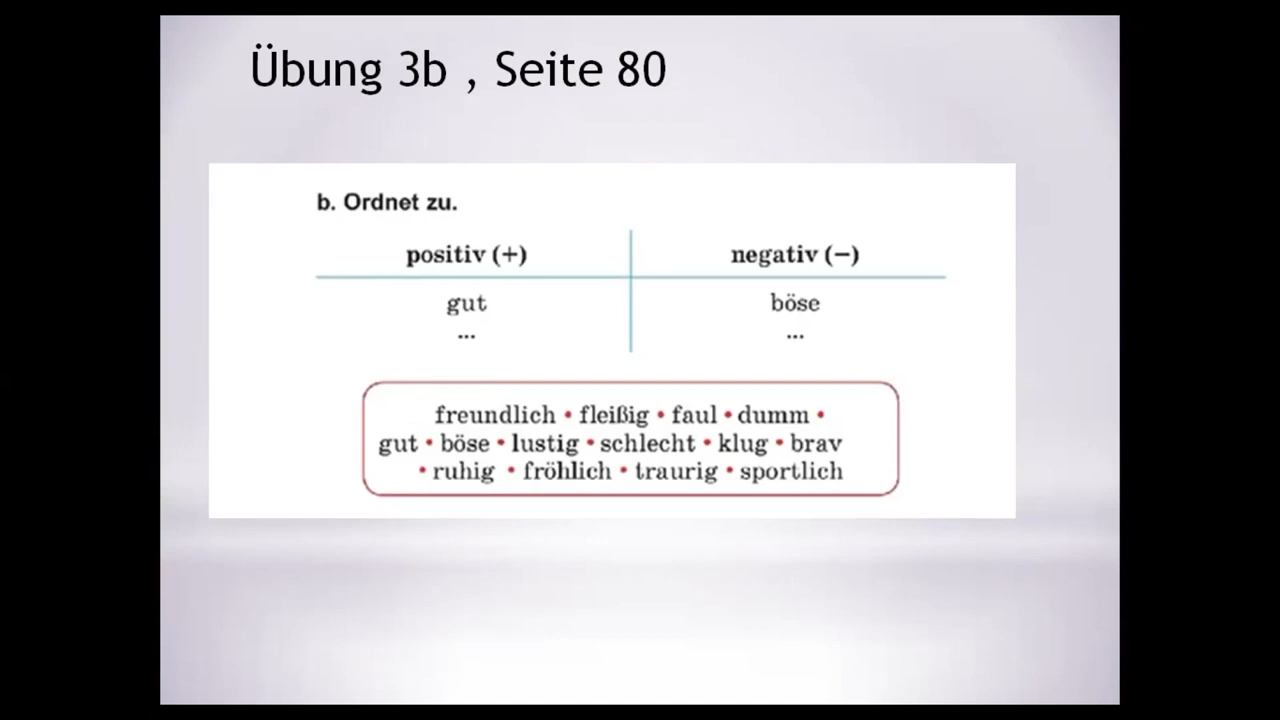 Übung 3b , Seite 80
b. Ordnet zu.
positiv (+) negativ (−)
gut böse
... ...
freundlich • fleißig • faul • dumm •
gut • böse • lustig • schlecht • klug • brav
• ruhig • fröhlich • traurig • sportlich